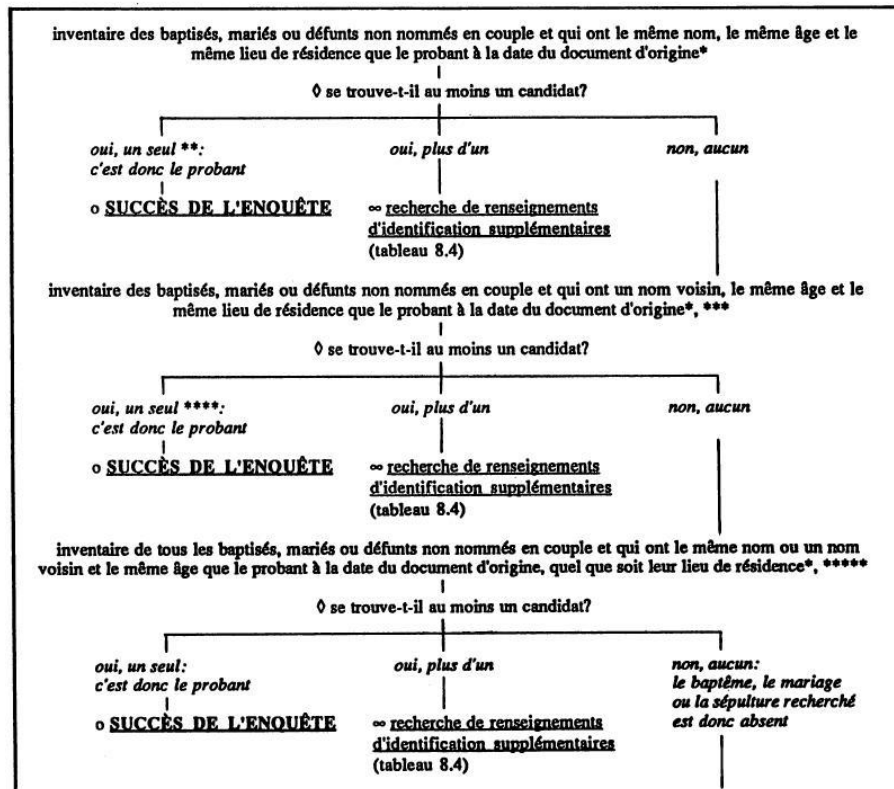 inventaire des baptisés, mariés ou défunts non nommés en couple et qui ont le même nom, le même âge et le
même lieu de résidence que le probant à la date du document d'origine*
◊ se trouve-t-il au moins un candidat?
oui, un seul **:
c'est donc le probant
o SUCCÈS DE L'ENQUÊTE
oui, plus d'un
∞ recherche de renseignements
d'identification supplémentaires
(tableau 8.4)
non, aucun
inventaire des baptisés, mariés ou défunts non nommés en couple et qui ont un nom voisin, le même âge et le
même lieu de résidence que le probant à la date du document d'origine*, ***
◊ se trouve-t-il au moins un candidat?
oui, un seul ****:
c'est donc le probant
o SUCCÈS DE L'ENQUÊTE
oui, plus d'un
∞ recherche de renseignements
d'identification supplémentaires
(tableau 8.4)
non, aucun
inventaire de tous les baptisés, mariés ou défunts non nommés en couple et qui ont le même nom ou un nom
voisin et le même âge que le probant à la date du document d'origine, quel que soit leur lieu de résidence*, *****
◊ se trouve-t-il au moins un candidat?
oui, un seul:
c'est donc le probant
o SUCCÈS DE L'ENQUÊTE
oui, plus d'un
∞ recherche de renseignements
d'identification supplémentaires
(tableau 8.4)
non, aucun:
le baptême, le mariage
ou la sépulture recherché
est donc absent